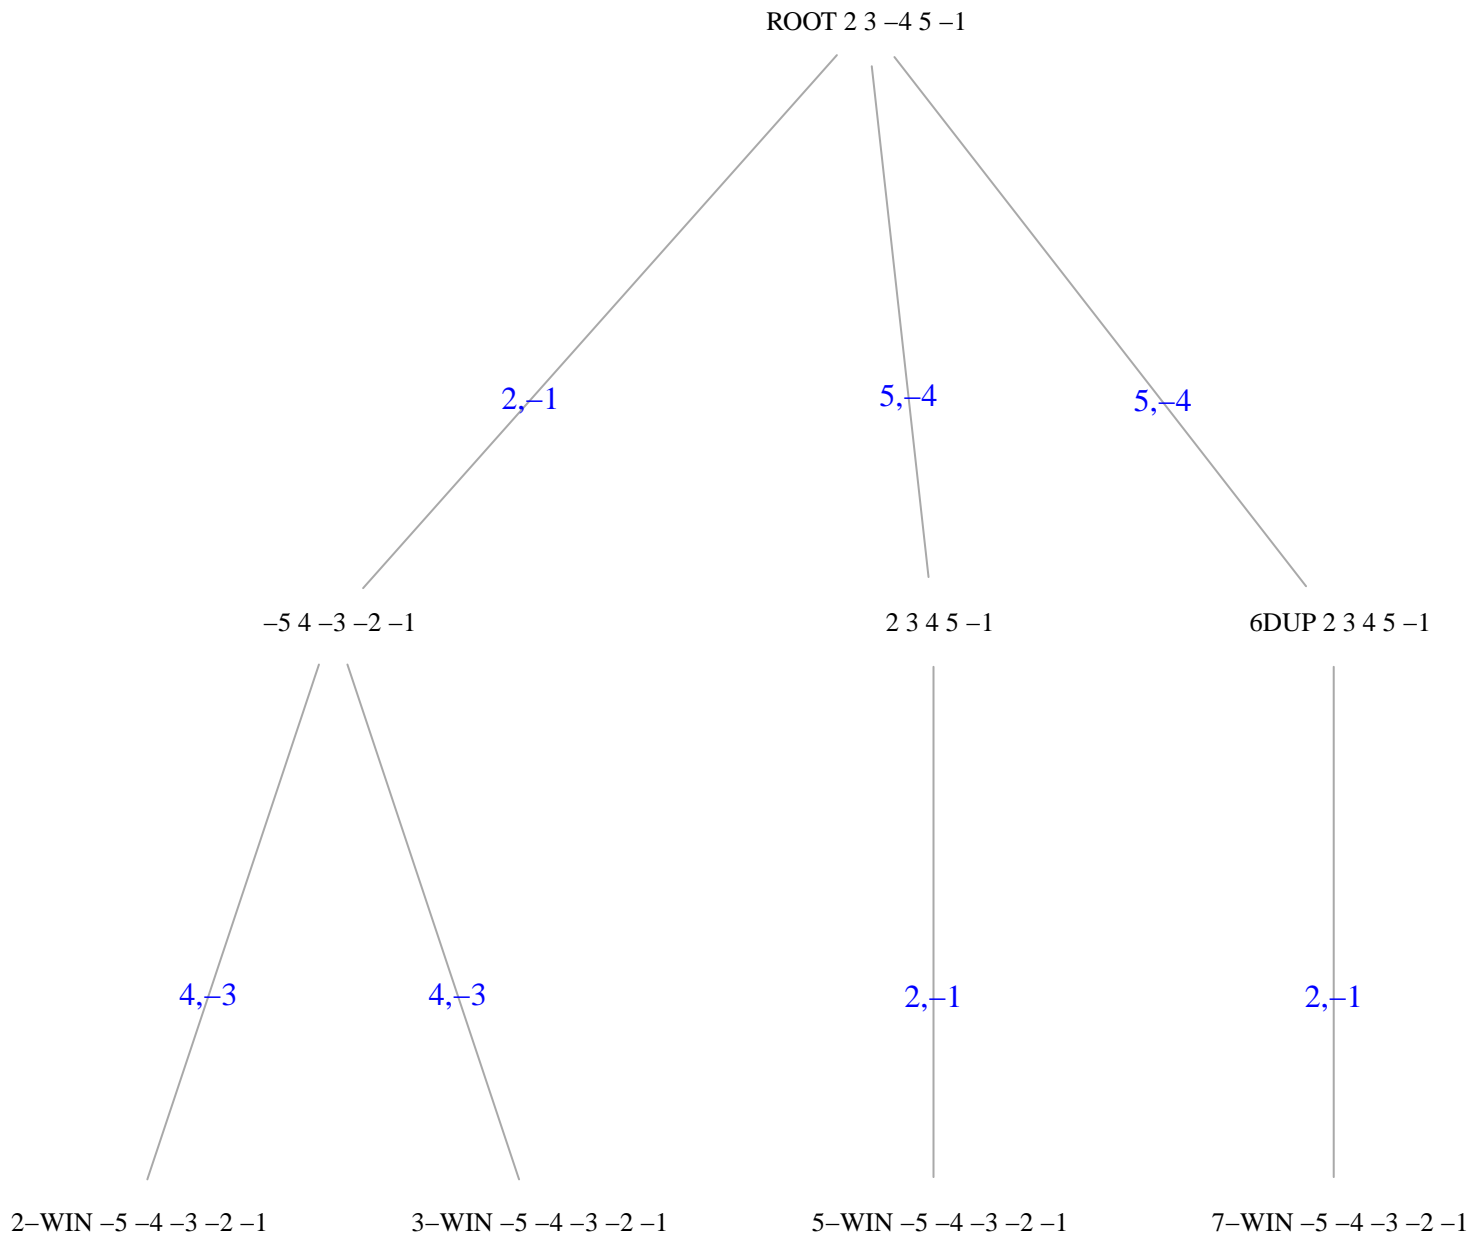 ROOT 2 3 –4 5 –1
2,–1
5,–4
5,–4
–5 4 –3 –2 –1
2 3 4 5 –1
6DUP 2 3 4 5 –1
4,–3
4,–3
2,–1
2,–1
2–WIN –5 –4 –3 –2 –1
3–WIN –5 –4 –3 –2 –1
5–WIN –5 –4 –3 –2 –1
7–WIN –5 –4 –3 –2 –1